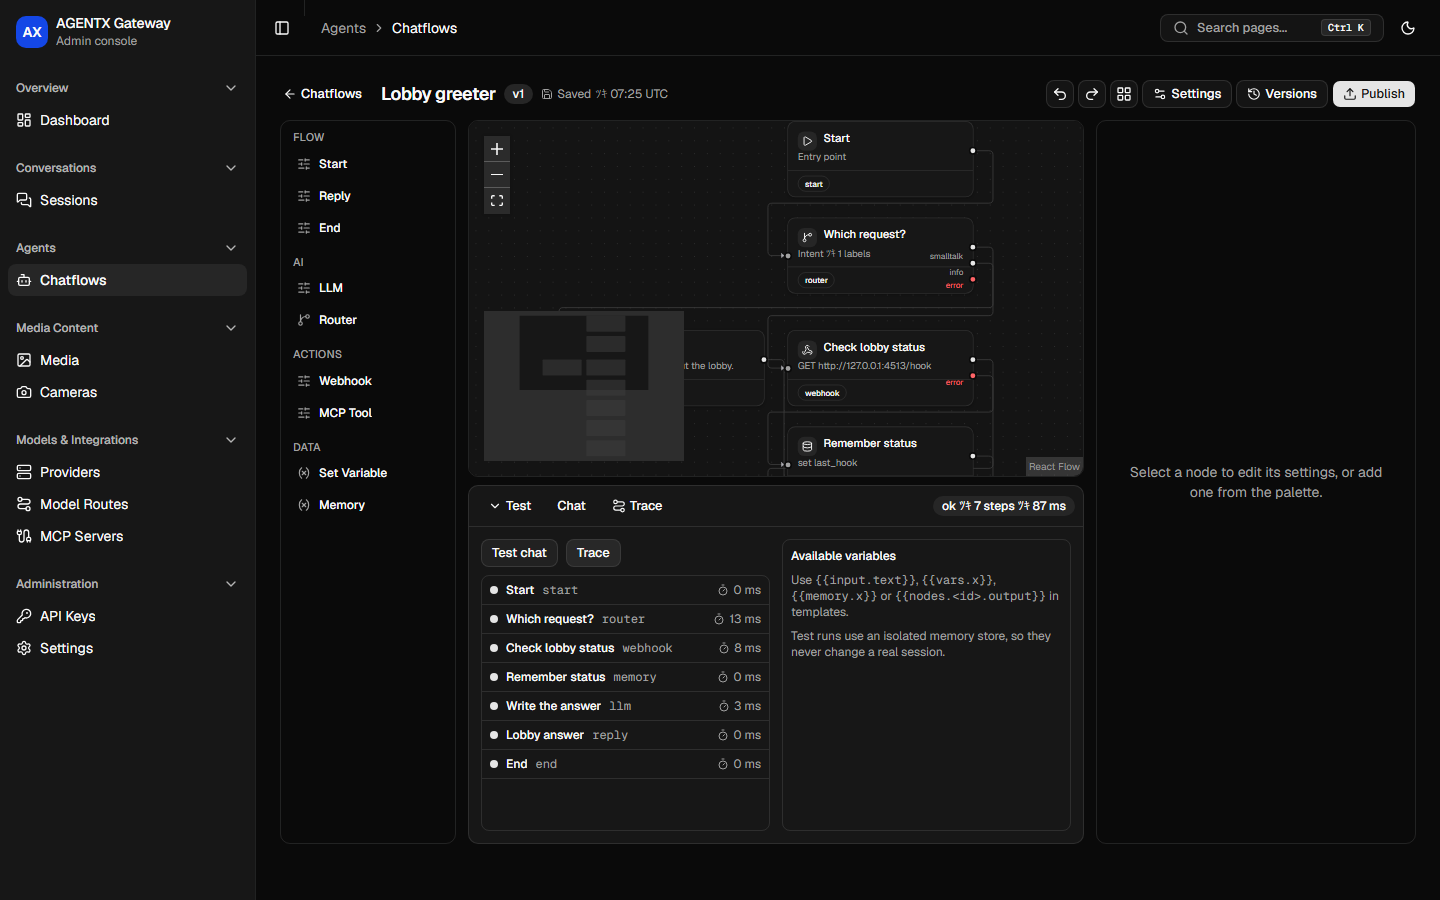 AX
AGENTX Gateway
Admin console
Overview
Dashboard
Conversations
Sessions
Agents
Chatflows
Media Content
Media
Cameras
Models & Integrations
Providers
Model Routes
MCP Servers
Administration
API Keys
Settings
Agents > Chatflows
Search pages... Ctrl K
Chatflows Lobby greeter v1 Saved ﾂｷ 07:25 UTC
Settings Versions Publish
FLOW
Start
Reply
End
AI
LLM
Router
ACTIONS
Webhook
MCP Tool
DATA
Set Variable
Memory
Start
Entry point
start
Which request?
Intent ﾂｷ 1 labels
smalltalk
info
error
router
t the lobby.
Check lobby status
GET http://127.0.0.1:4513/hook
error
webhook
Remember status
set last_hook
React Flow
Test Chat Trace ok ﾂｷ 7 steps ﾂｷ 87 ms
Test chat Trace
Start start 0 ms
Which request? router 13 ms
Check lobby status webhook 8 ms
Remember status memory 0 ms
Write the answer llm 3 ms
Lobby answer reply 0 ms
End end 0 ms
Available variables
Use {{input.text}}, {{vars.x}},
{{memory.x}} or {{nodes.<id>.output}} in
templates.
Test runs use an isolated memory store, so they
never change a real session.
Select a node to edit its settings, or add
one from the palette.